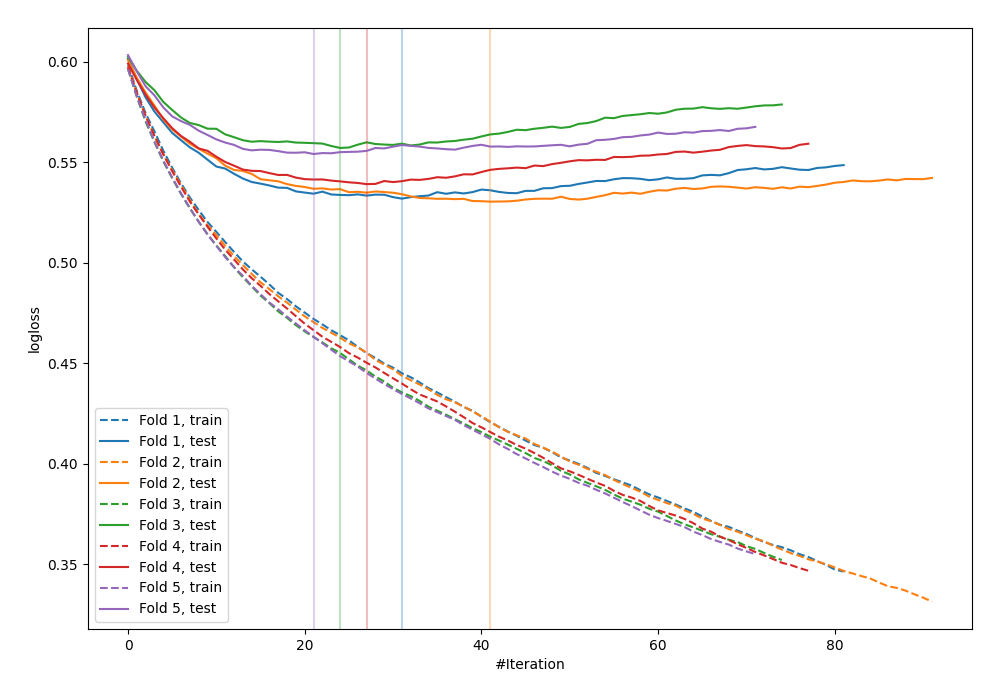 0.60
0.55
0.50
0.45
0.40
0.35
logloss
Fold 1, train
Fold 1, test
Fold 2, train
Fold 2, test
Fold 3, train
Fold 3, test
Fold 4, train
Fold 4, test
Fold 5, train
Fold 5, test
0 20 40 60 80
#Iteration